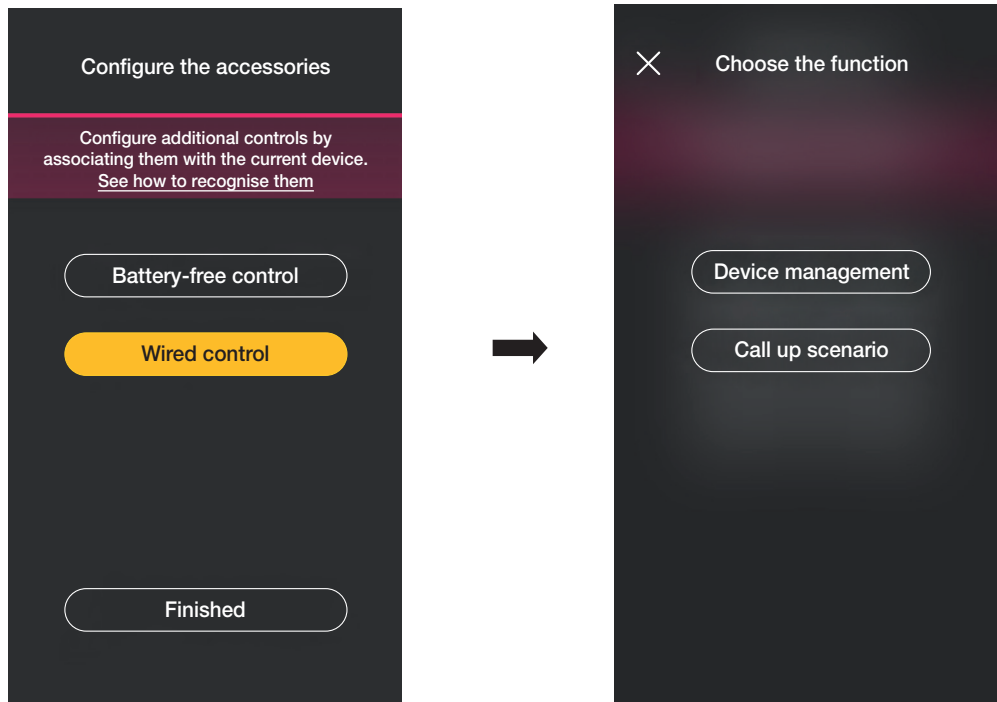 Configure the accessories
Configure additional controls by
associating them with the current device.
See how to recognise them
Battery-free control
Wired control
Finished
Choose the function
Device management
Call up scenario